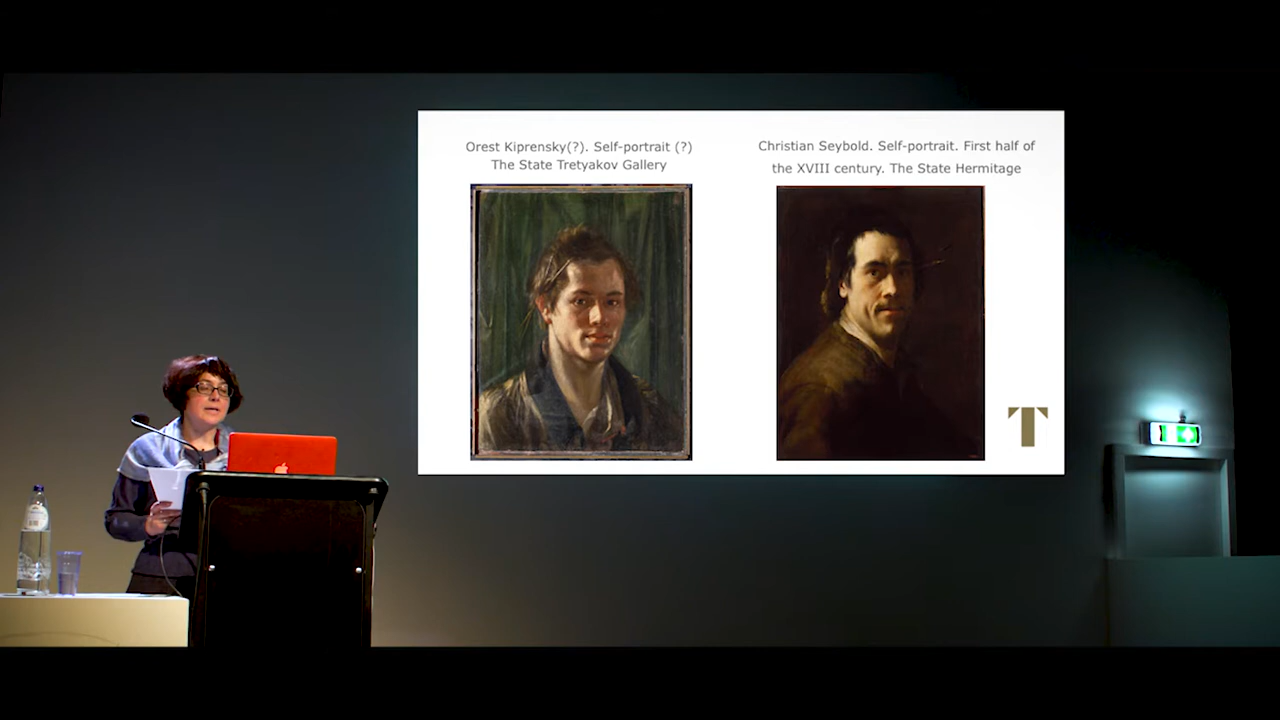 Orest Kiprensky(?). Self-portrait (?)
The State Tretyakov Gallery
Christian Seybold. Self-portrait. First half of
the XVIII century. The State Hermitage
T